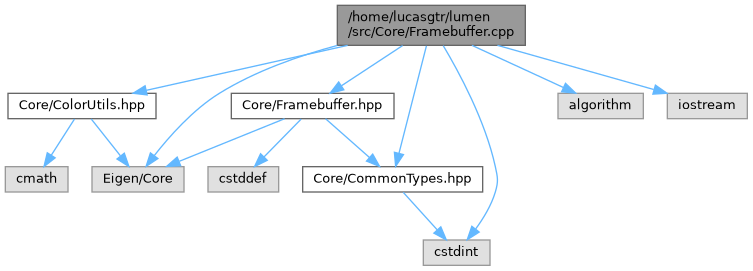 /home/lucasgtr/lumen
/src/Core/Framebuffer.cpp
Core/ColorUtils.hpp
Core/Framebuffer.hpp
algorithm
iostream
cmath
Eigen/Core
cstddef
Core/CommonTypes.hpp
cstdint